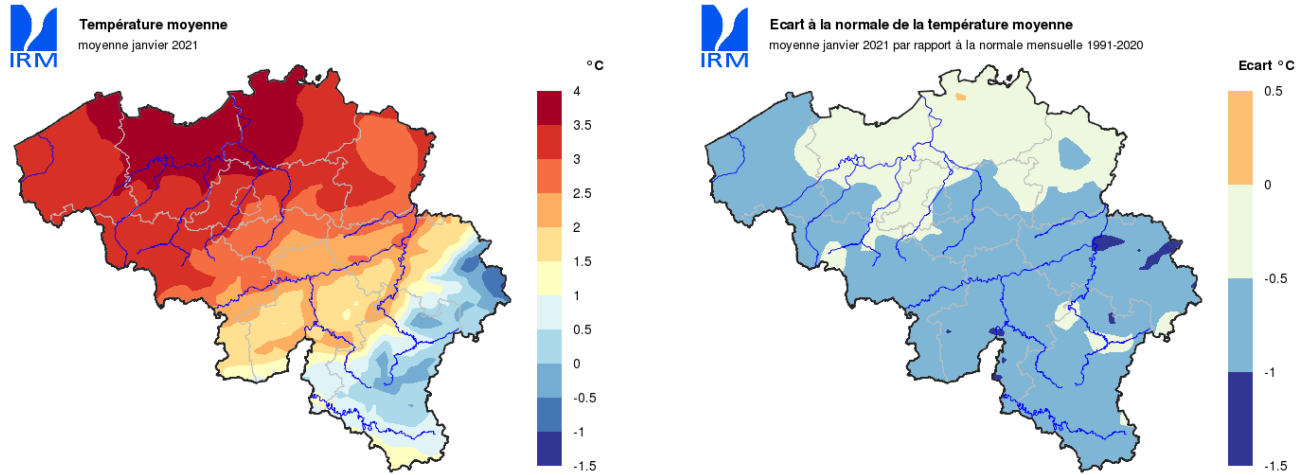 Température moyenne
moyenne janvier 2021
IRM
°C
4
3.5
3
2.5
2
1.5
1
0.5
0
-0.5
-1
-1.5
Ecart à la normale de la température moyenne
moyenne janvier 2021 par rapport à la normale mensuelle 1991-2020
IRM
Ecart °C
0.5
0
-0.5
-1
-1.5